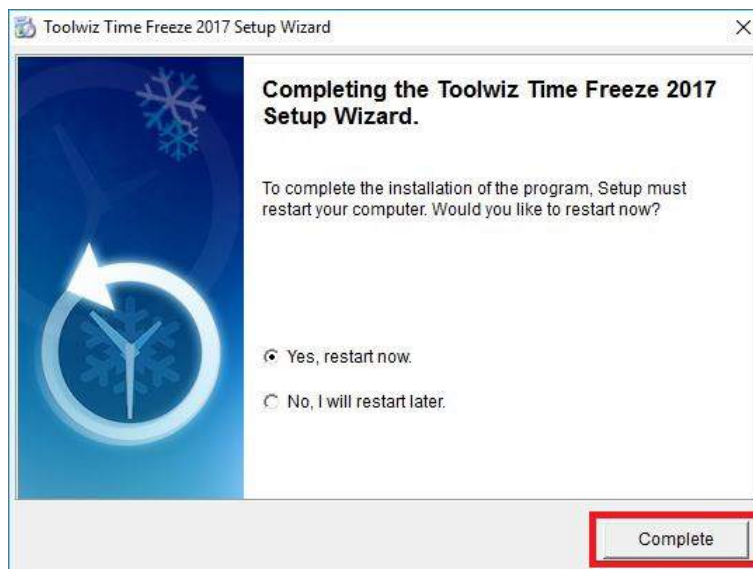 Toolwiz Time Freeze 2017 Setup Wizard
Completing the Toolwiz Time Freeze 2017
Setup Wizard.
To complete the installation of the program, Setup must
restart your computer. Would you like to restart now?
Yes, restart now.
No, I will restart later.
Complete